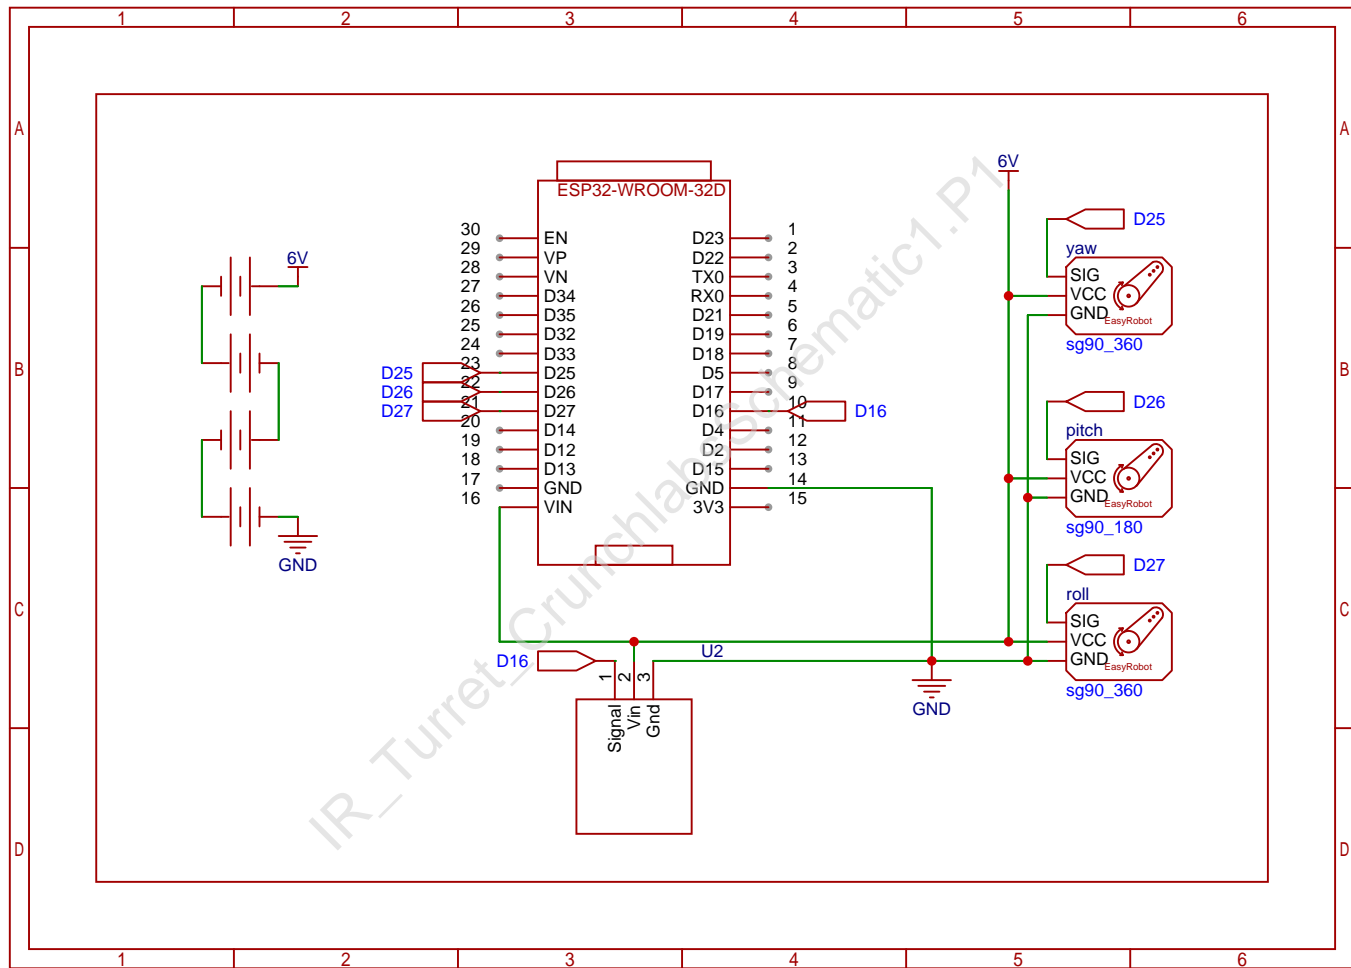 1 2 3 4 5 6
A A
B B
C C
D D
1 2 3 4 5 6
IR_Turret_CrunchlabsSchematic1.P1
6V
GND
ESP32-WROOM-32D
30 EN
29 VP
28 VN
27 D34
26 D35
25 D32
24 D33
D25 23 D25
D26 22 D26
D27 21 D27
20 D14
19 D12
18 D13
17 GND
16 VIN
D23 1
D22 2
TX0 3
RX0 4
D21 5
D19 6
D18 7
D5 8
D17 9
D16 10 D16
D4 11
D2 12
D15 13
GND 14
3V3 15
6V
D25
yaw
SIG
VCC
GND
EasyRobot
sg90_360
D26
pitch
SIG
VCC
GND
EasyRobot
sg90_180
D27
roll
SIG
VCC
GND
EasyRobot
sg90_360
U2
D16
1 2 3
Signal
Vin
Gnd
GND